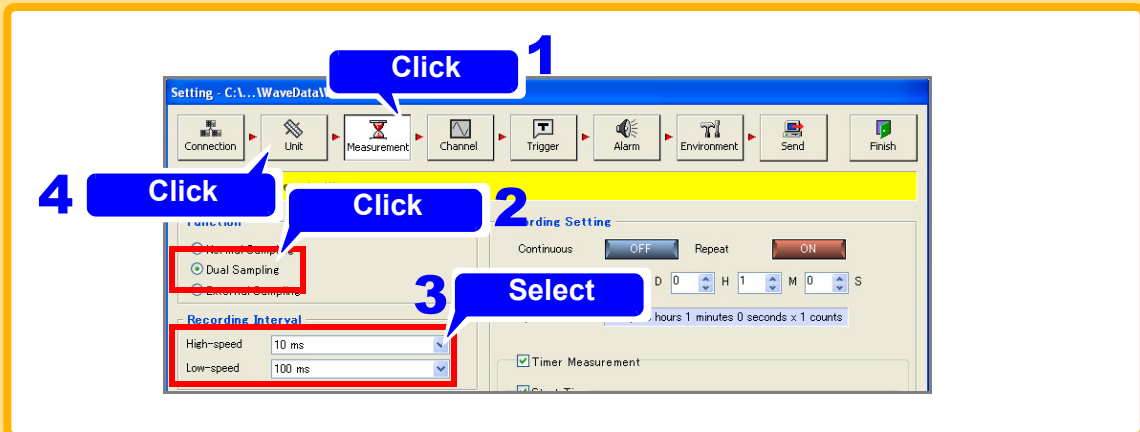 1
Click
Setting - C:\...\WaveData\
Connection
Unit
Measurement
Channel
Trigger
Alarm
Environment
Send
Finish
4
Click
Click
2
Function
Recording Setting
Normal Sampling
Continuous OFF Repeat ON
Dual Sampling
D 0 H 1 M 0 S
External Sampling
3
Select
Recording Interval
hours 1 minutes 0 seconds x 1 counts
High-speed 10 ms
Low-speed 100 ms
Timer Measurement